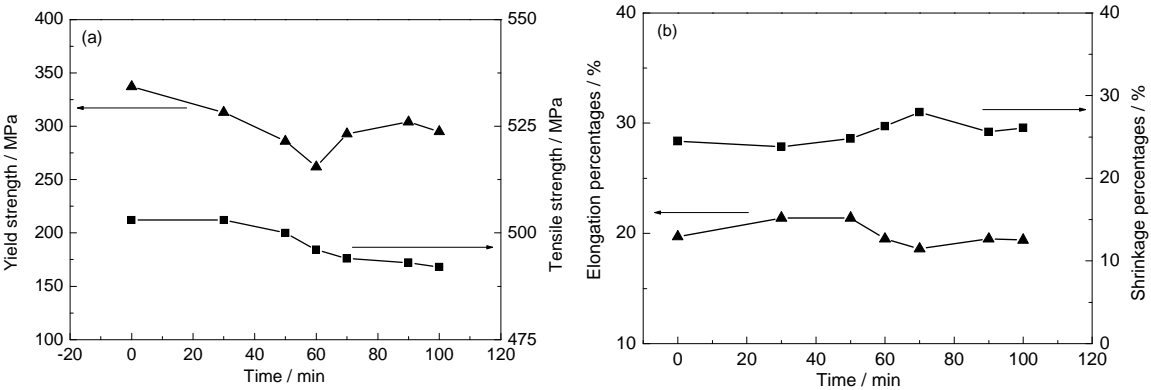 (a)
400
350
300
250
200
150
100
Yield strength / MPa
550
525
500
475
Tensile strength / MPa
-20 0 20 40 60 80 100 120
Time / min
(b)
40
30
20
10
Elongation percentages / %
40
30
20
10
0
Shrinkage percentages / %
0 20 40 60 80 100 120
Time / min